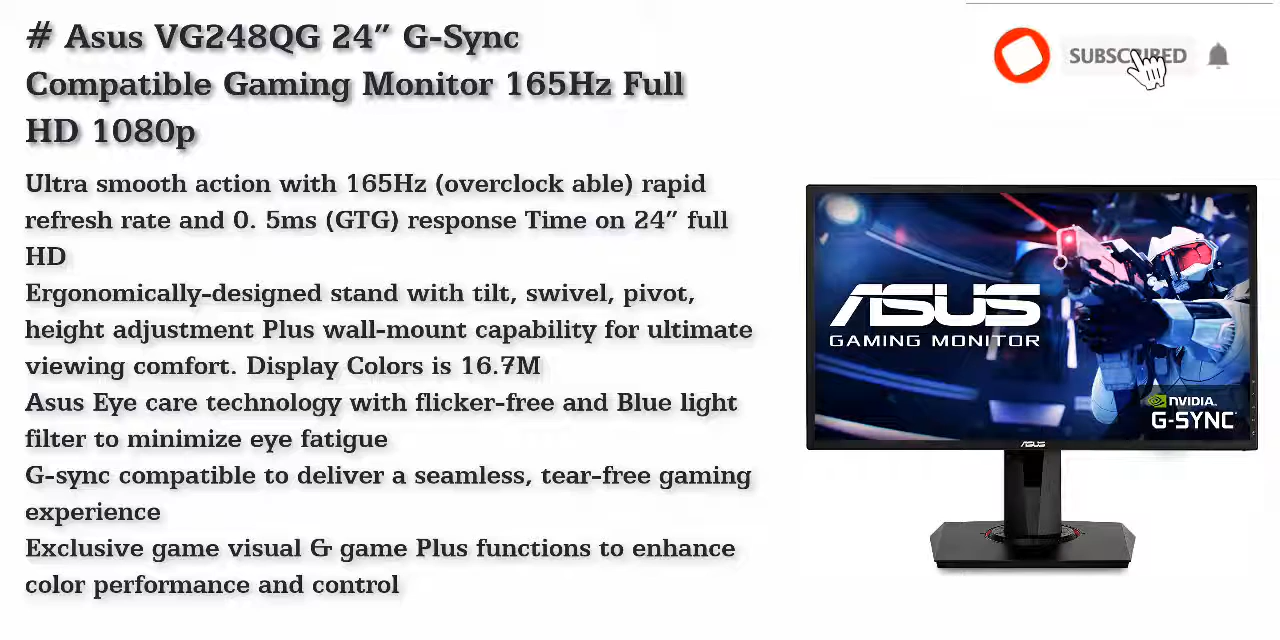 # Asus VG248QG 24” G-Sync
Compatible Gaming Monitor 165Hz Full
HD 1080p
Ultra smooth action with 165Hz (overclock able) rapid
refresh rate and 0. 5ms (GTG) response Time on 24” full
HD
Ergonomically-designed stand with tilt, swivel, pivot,
height adjustment Plus wall-mount capability for ultimate
viewing comfort. Display Colors is 16.7M
Asus Eye care technology with flicker-free and Blue light
filter to minimize eye fatigue
G-sync compatible to deliver a seamless, tear-free gaming
experience
Exclusive game visual & game Plus functions to enhance
color performance and control
SUBSCRIBED
ASUS
GAMING MONITOR
NVIDIA.
G-SYNC
ASUS